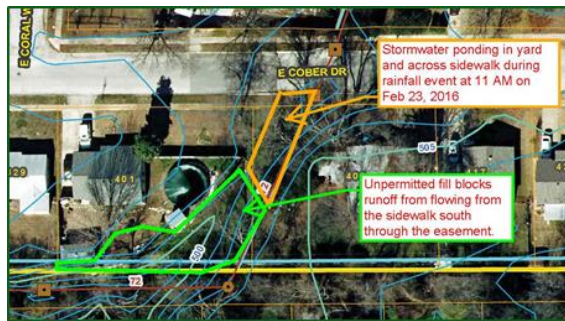 E CORAL W
E COBER DR
Stormwater ponding in yard
and across sidewalk during
rainfall event at 11 AM on
Feb 23, 2016
505
401
Unpermitted fill blocks
runoff from flowing from
the sidewalk south
through the easement.
500
72